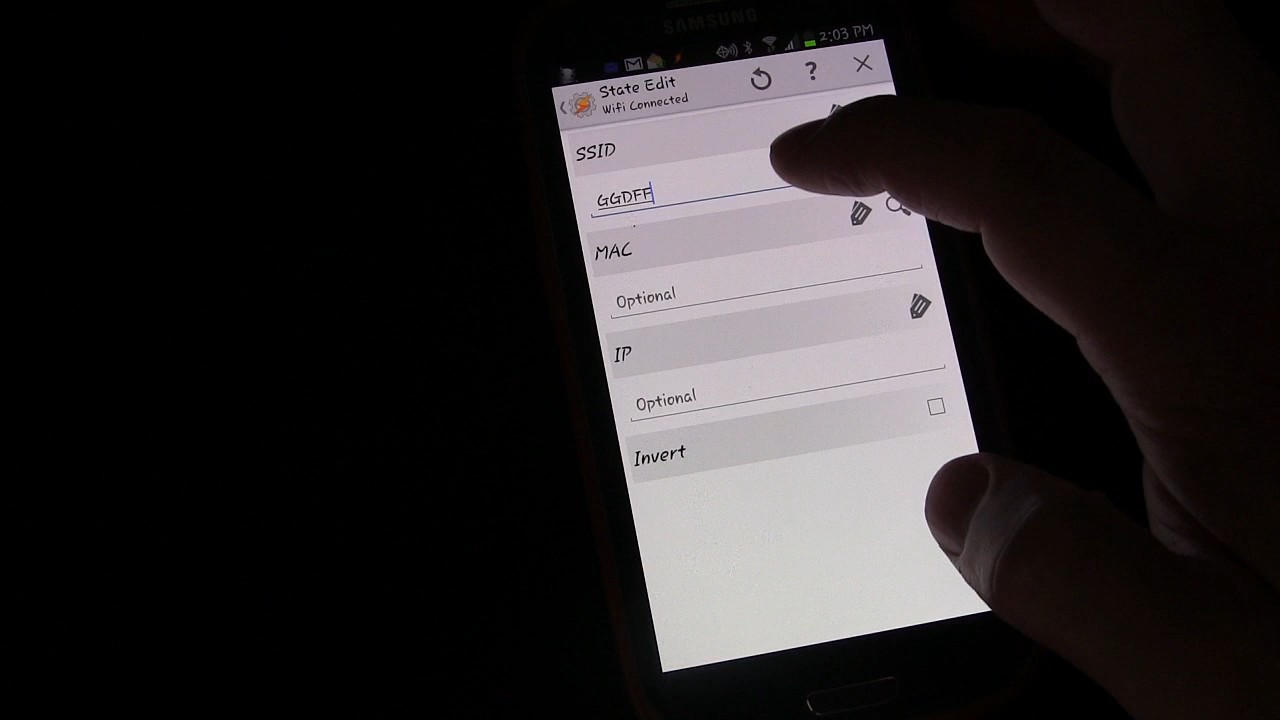 SAMSUNG
2:03 PM
State Edit
Wifi Connected
SSID
GGDFF
MAC
Optional
IP
Optional
Invert